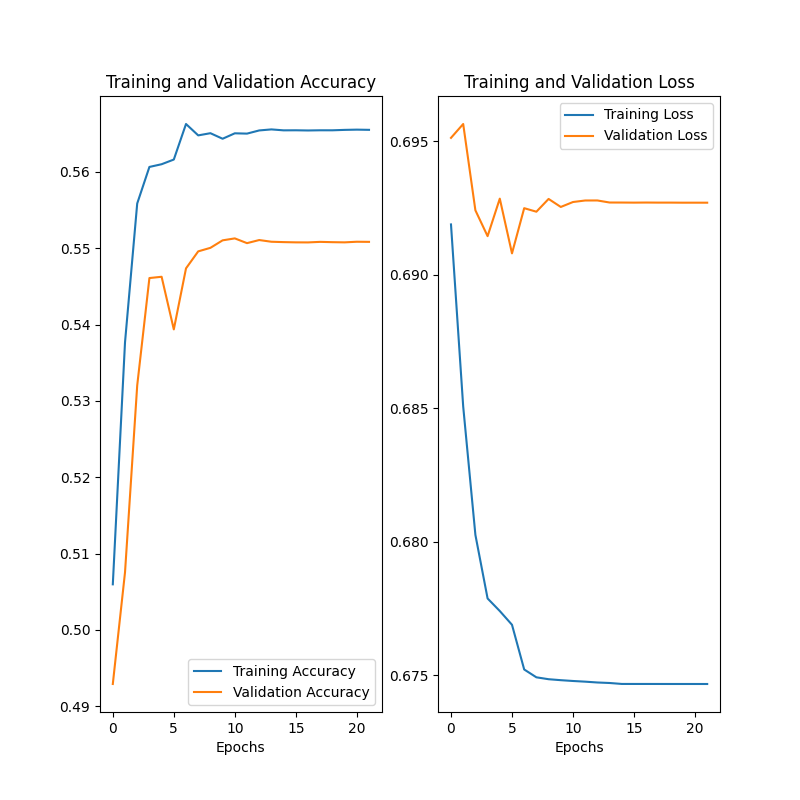 Training and Validation Accuracy
0.56
0.55
0.54
0.53
0.52
0.51
0.50
0.49
Training Accuracy
Validation Accuracy
0 5 10 15 20
Epochs
Training and Validation Loss
Training Loss
Validation Loss
0.695
0.690
0.685
0.680
0.675
0 5 10 15 20
Epochs